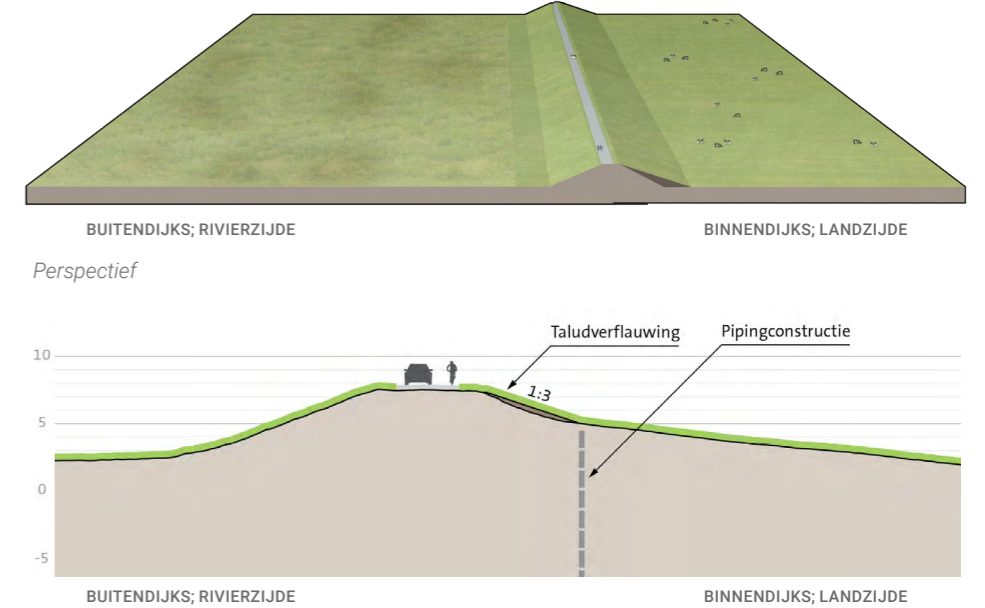 BUITENDIJKS; RIVIERZIJDE BINNENDIJKS; LANDZIJDE
Perspectief
Taludverflauwing Pipingconstructie
10
1:3
5
0
-5
BUITENDIJKS; RIVIERZIJDE BINNENDIJKS; LANDZIJDE